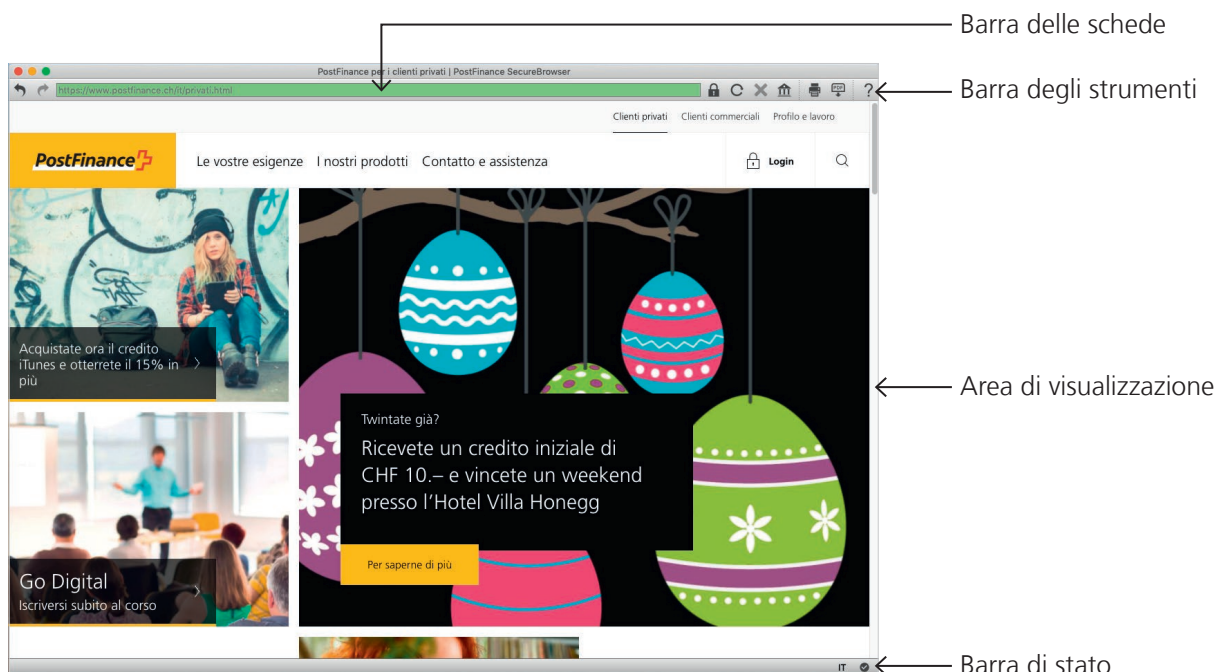 Barra delle schede
PostFinance per i clienti privati | PostFinance SecureBrowser
https://www.postfinance.ch/it/privati.html
PDF
?
Barra degli strumenti
Clienti privati Clienti commerciali Profilo e lavoro
PostFinance
Le vostre esigenze I nostri prodotti Contatto e assistenza
Login
Acquistate ora il credito
iTunes e otterrete il 15% in
più
Area di visualizzazione
Twintate già?
Ricevete un credito iniziale di
CHF 10.– e vincete un weekend
presso l'Hotel Villa Honegg
Per saperne di più
Go Digital
Iscriversi subito al corso
IT
Barra di stato